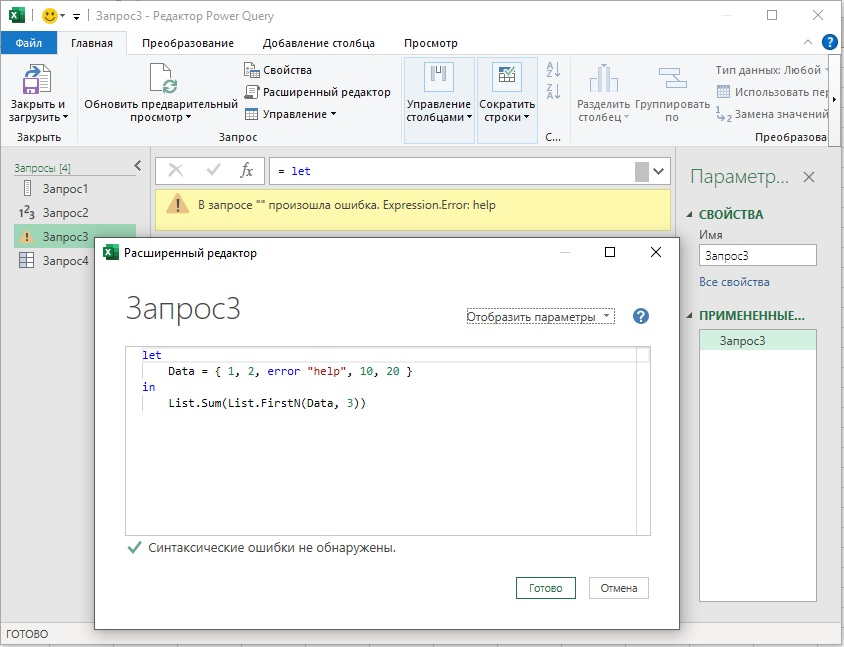 Запрос3 - Редактор Power Query
Файл
Главная
Преобразование
Добавление столбца
Просмотр
Закрыть и
загрузить
Закрыть
Обновить предварительный
просмотр
Свойства
Расширенный редактор
Управление
Запрос
Управление
столбцами
Сократить
строки
С...
Разделить
столбец
Группировать
по
Тип данных: Любой
Использовать пе
Замена значений
Преобразова
Запросы [4]
Запрос1
Запрос2
Запрос3
Запрос4
= let
В запросе "" произошла ошибка. Expression.Error: help
Параметр...
СВОЙСТВА
Имя
Запрос3
Все свойства
ПРИМЕНЕННЫЕ...
Запрос3
Расширенный редактор
Запрос3
Отобразить параметры
let
Data = { 1, 2, error "help", 10, 20 }
in
List.Sum(List.FirstN(Data, 3))
Синтаксические ошибки не обнаружены.
Готово
Отмена
ГОТОВО